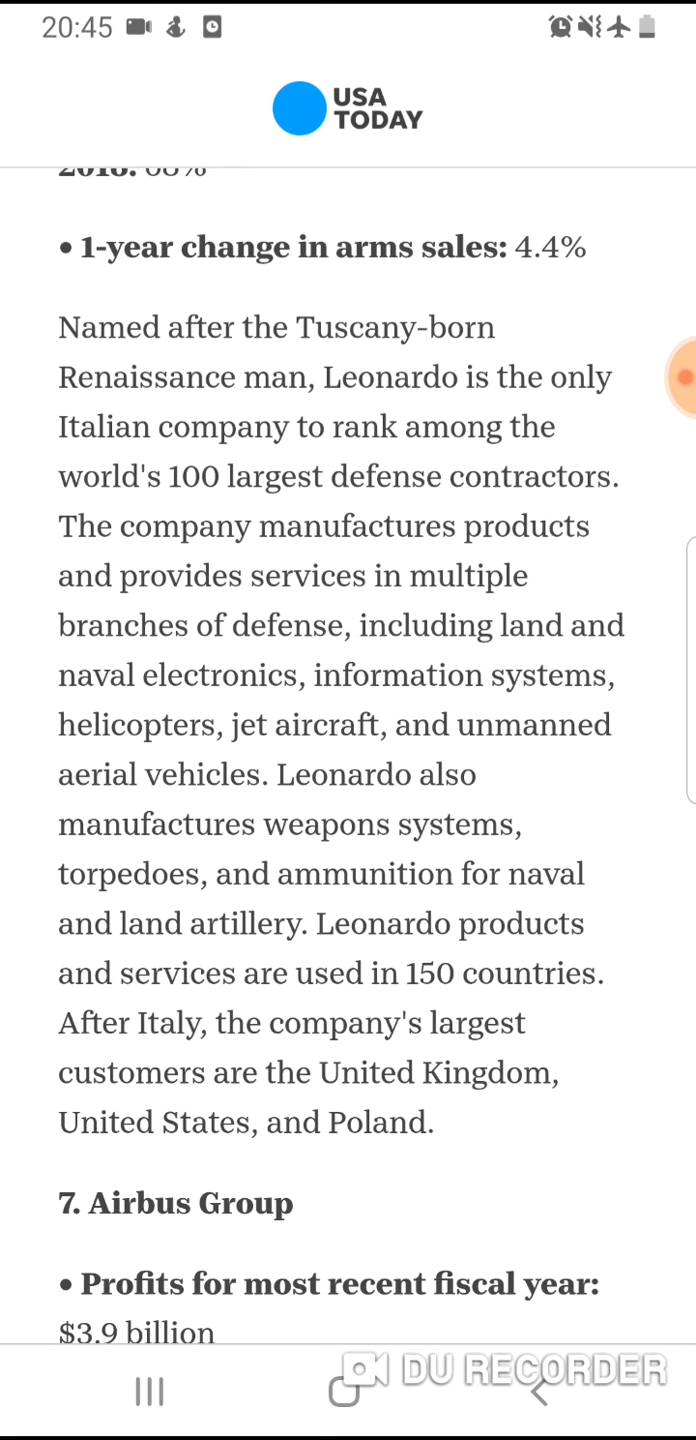 20:45
USA
TODAY
• 1-year change in arms sales: 4.4%
Named after the Tuscany-born
Renaissance man, Leonardo is the only
Italian company to rank among the
world's 100 largest defense contractors.
The company manufactures products
and provides services in multiple
branches of defense, including land and
naval electronics, information systems,
helicopters, jet aircraft, and unmanned
aerial vehicles. Leonardo also
manufactures weapons systems,
torpedoes, and ammunition for naval
and land artillery. Leonardo products
and services are used in 150 countries.
After Italy, the company's largest
customers are the United Kingdom,
United States, and Poland.
7. Airbus Group
• Profits for most recent fiscal year:
$3.9 billion
DU RECORDER